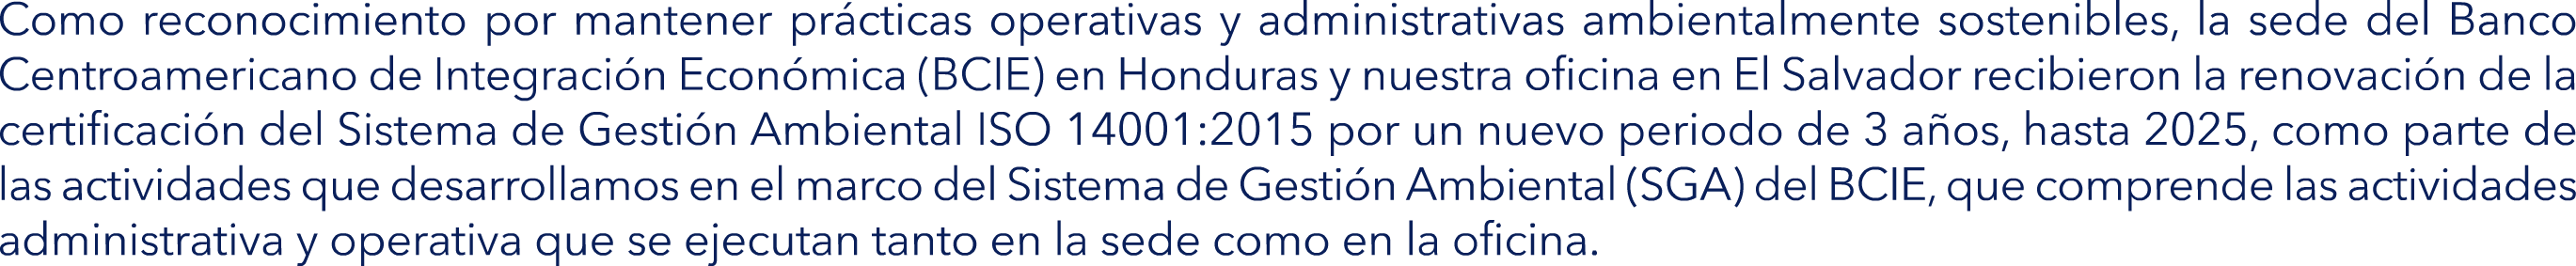 Como reconocimiento por mantener prácticas operativas y administrativas ambientalmente sostenibles, la sede del Banco
Centroamericano de Integración Económica (BCIE) en Honduras y nuestra oficina en El Salvador recibieron la renovación de la
certificación del Sistema de Gestión Ambiental ISO 14001:2015 por un nuevo periodo de 3 años, hasta 2025, como parte de
las actividades que desarrollamos en el marco del Sistema de Gestión Ambiental (SGA) del BCIE, que comprende las actividades
administrativa y operativa que se ejecutan tanto en la sede como en la oficina.